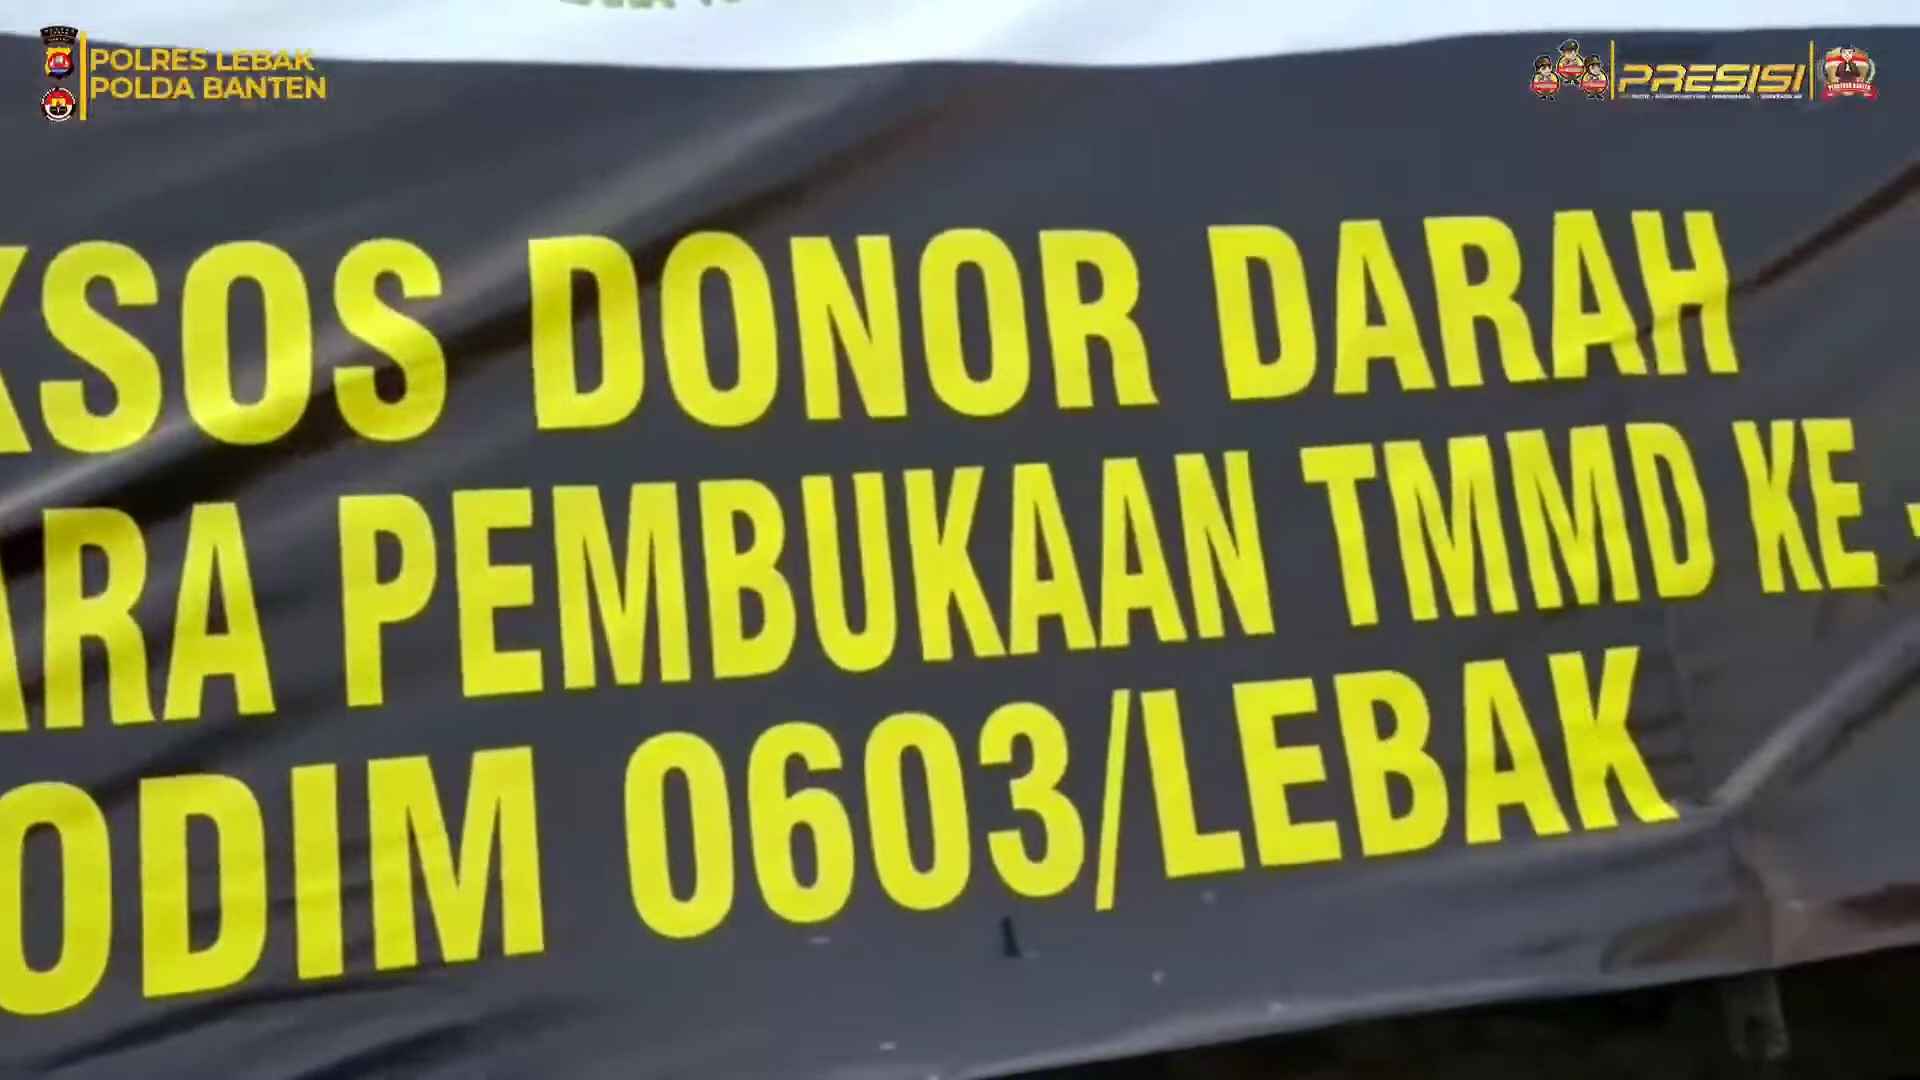 POLRES LEBAK
POLDA BANTEN
PRESISI
KSOS DONOR DARAH
ARA PEMBUKAAN TMMD KE -
ODIM 0603/LEBAK